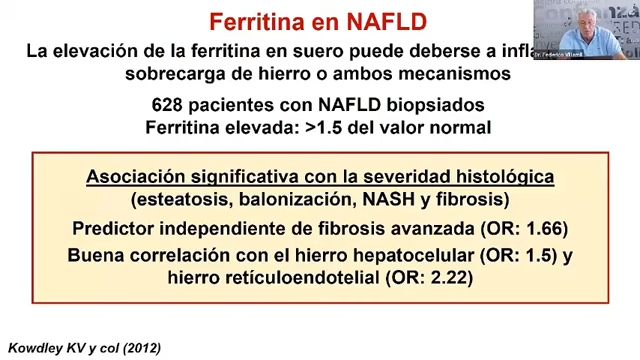 Ferritina en NAFLD
La elevación de la ferritina en suero puede deberse a infla
sobrecarga de hierro o ambos mecanismos
628 pacientes con NAFLD biopsiados
Ferritina elevada: >1.5 del valor normal
Asociación significativa con la severidad histológica
(esteatosis, balonización, NASH y fibrosis)
Predictor independiente de fibrosis avanzada (OR: 1.66)
Buena correlación con el hierro hepatocelular (OR: 1.5) y
hierro retículoendotelial (OR: 2.22)
Kowdley KV y col (2012)
Dr. Federico Villamil